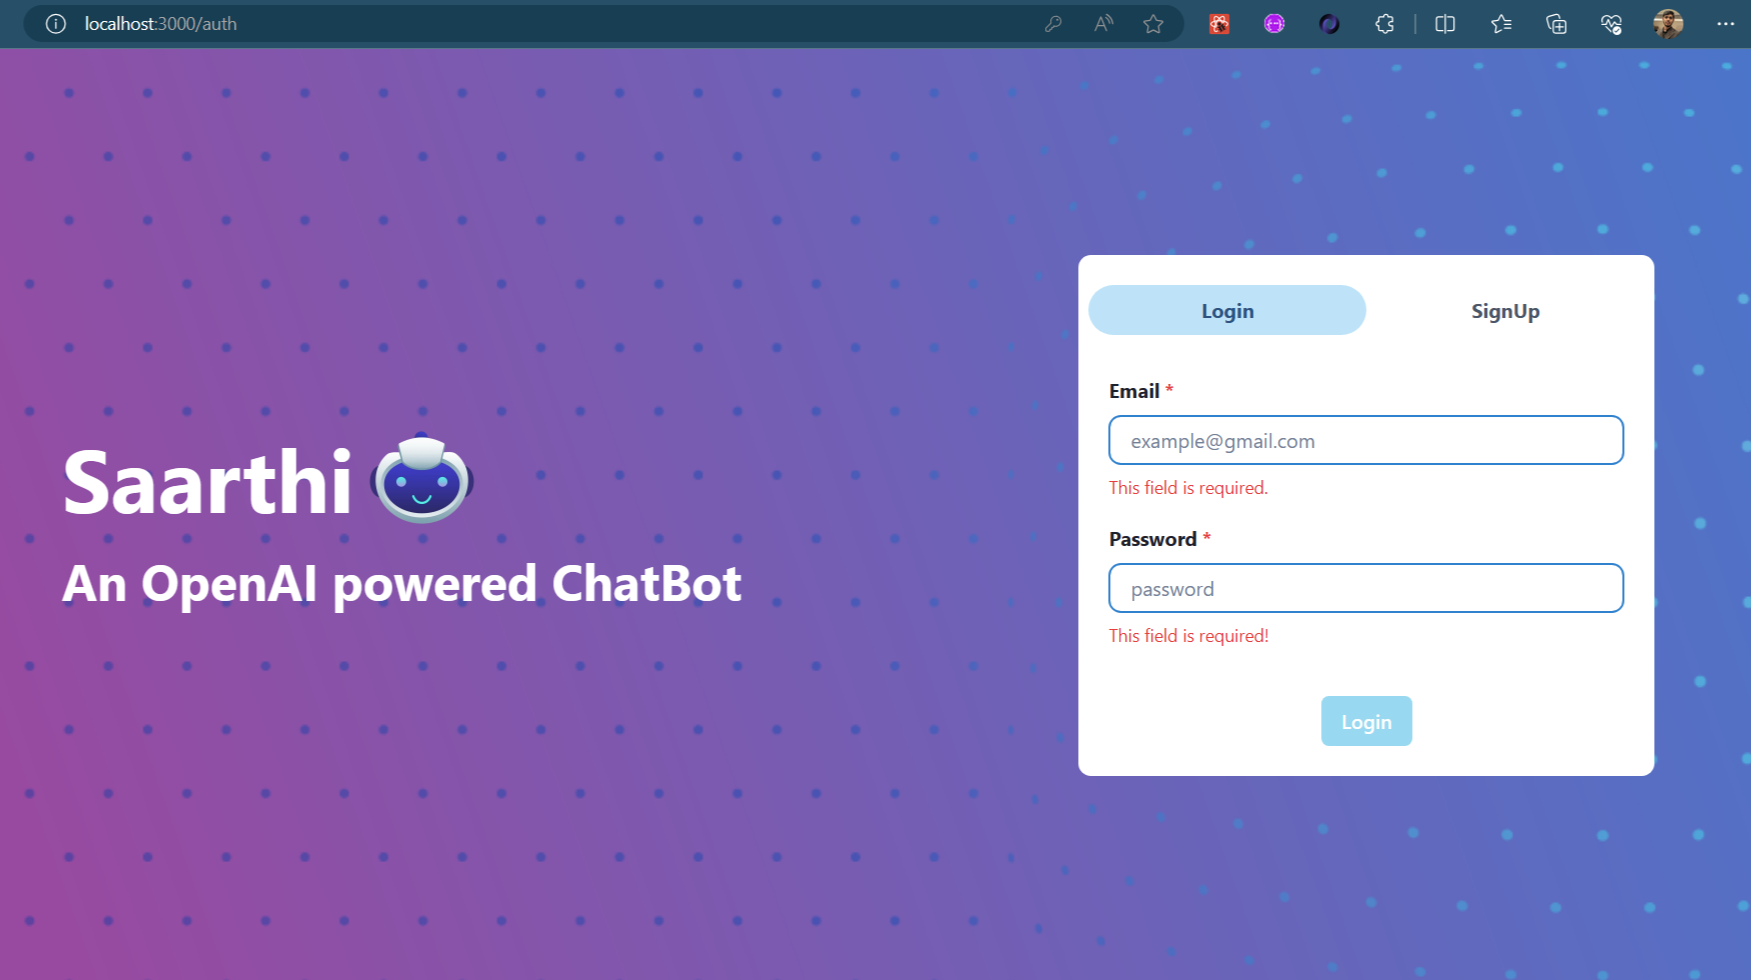 localhost:3000/auth
Saarthi
An OpenAI powered ChatBot
Login
SignUp
Email *
example@gmail.com
This field is required.
Password *
password
This field is required!
Login